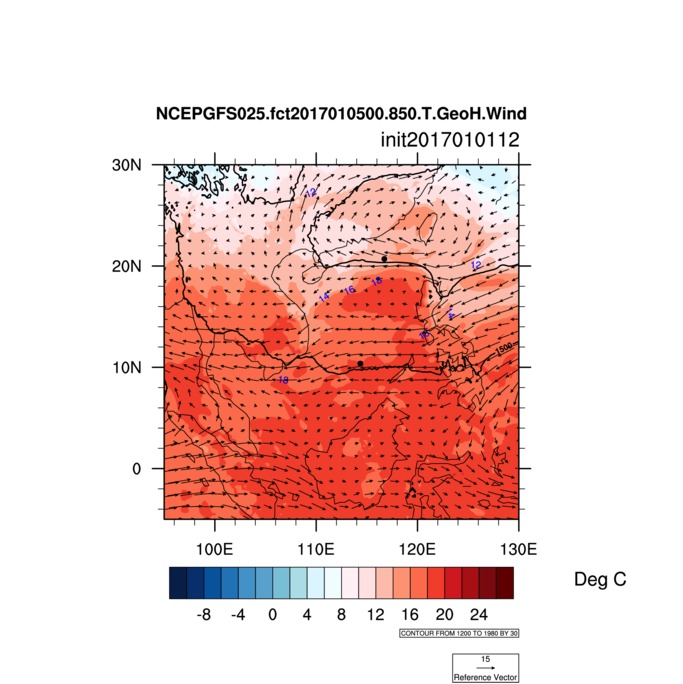 NCEPGFS025.fct2017010500.850.T.GeoH.Wind
init2017010112
30N
20N
10N
0
100E
110E
120E
130E
12
12
14
16
18
14
16
18
1500
-8
-4
0
4
8
12
16
20
24
Deg C
CONTOUR FROM 1200 TO 1980 BY 30
15
Reference Vector